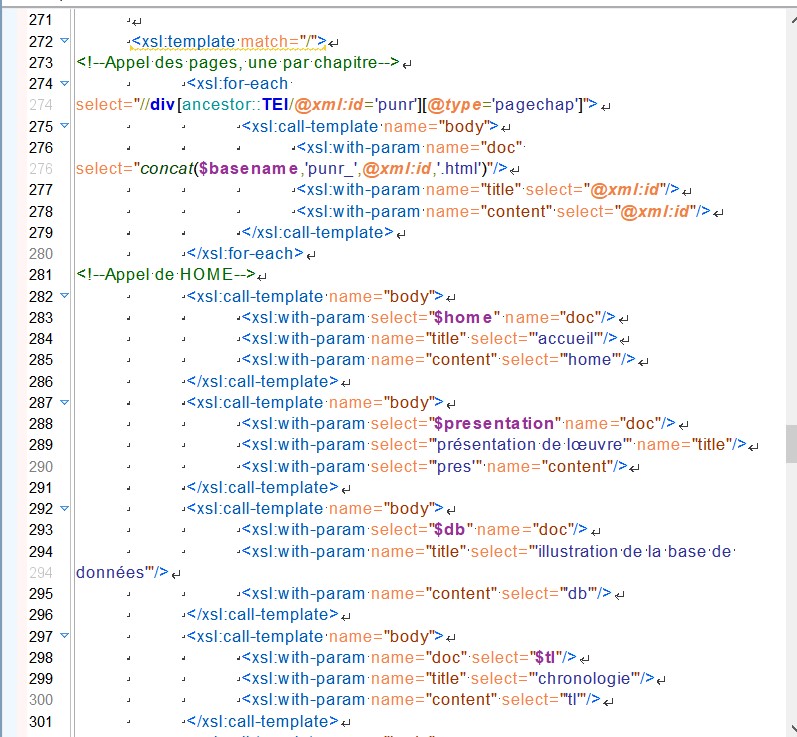 271
272 <xsl:template match="/">
273 <!--Appel des pages, une par chapitre-->
274 <xsl:for-each
274 select="//div[ancestor::TEI/@xml:id='punr'][@type='pagechap']">
275 <xsl:call-template name="body">
276 <xsl:with-param name="doc"
276 select="concat($basename,'punr_',@xml:id,'.html')"/>
277 <xsl:with-param name="title" select="@xml:id"/>
278 <xsl:with-param name="content" select="@xml:id"/>
279 </xsl:call-template>
280 </xsl:for-each>
281 <!--Appel de HOME-->
282 <xsl:call-template name="body">
283 <xsl:with-param select="$home" name="doc"/>
284 <xsl:with-param name="title" select="'accueil'"/>
285 <xsl:with-param name="content" select="'home'"/>
286 </xsl:call-template>
287 <xsl:call-template name="body">
288 <xsl:with-param select="$presentation" name="doc"/>
289 <xsl:with-param select="'présentation de lœuvre'" name="title"/>
290 <xsl:with-param select="'pres'" name="content"/>
291 </xsl:call-template>
292 <xsl:call-template name="body">
293 <xsl:with-param select="$db" name="doc"/>
294 <xsl:with-param name="title" select="'illustration de la base de
294 données'"/>
295 <xsl:with-param name="content" select="'db'"/>
296 </xsl:call-template>
297 <xsl:call-template name="body">
298 <xsl:with-param name="doc" select="$tl"/>
299 <xsl:with-param name="title" select="'chronologie'"/>
300 <xsl:with-param name="content" select="'tl'"/>
301 </xsl:call-template>